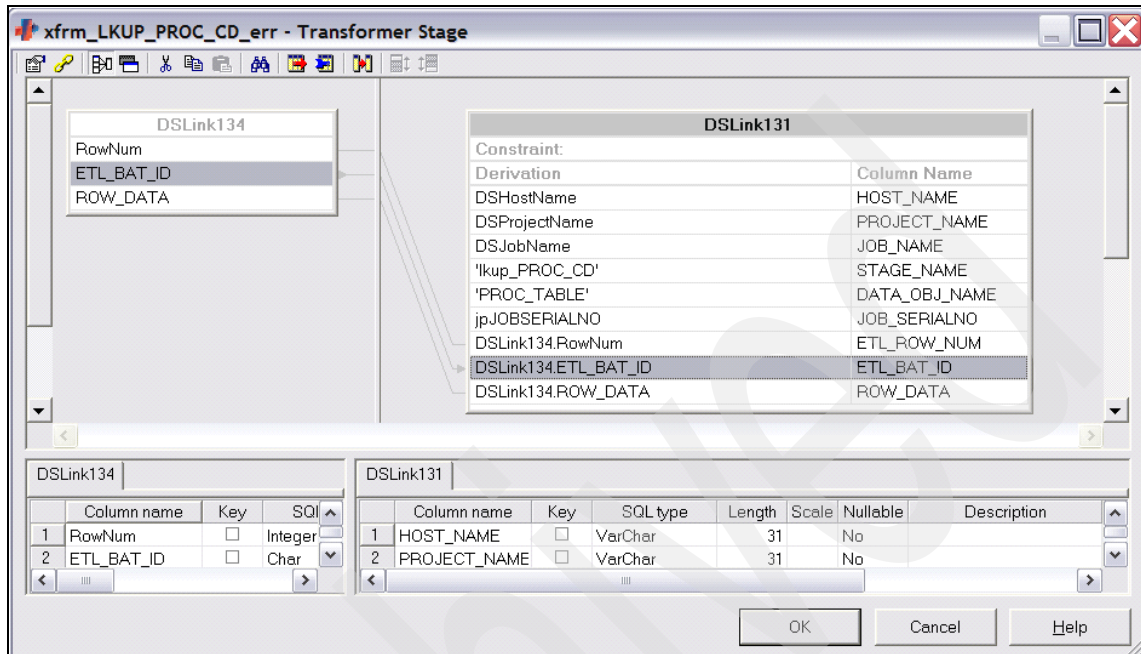 xfrm_LKUP_PROC_CD_err - Transformer Stage
DSLink134
RowNum
ETL_BAT_ID
ROW_DATA
DSLink131
Constraint:
Derivation Column Name
DSHostName HOST_NAME
DSProjectName PROJECT_NAME
DSJobName JOB_NAME
'lkup_PROC_CD' STAGE_NAME
'PROC_TABLE' DATA_OBJ_NAME
jpJOBSERIALNO JOB_SERIALNO
DSLink134.RowNum ETL_ROW_NUM
DSLink134.ETL_BAT_ID ETL_BAT_ID
DSLink134.ROW_DATA ROW_DATA
DSLink134
Column name Key SQL
1 RowNum Integer
2 ETL_BAT_ID Char
DSLink131
Column name Key SQL type Length Scale Nullable Description
1 HOST_NAME VarChar 31 No
2 PROJECT_NAME VarChar 31 No
OK Cancel Help